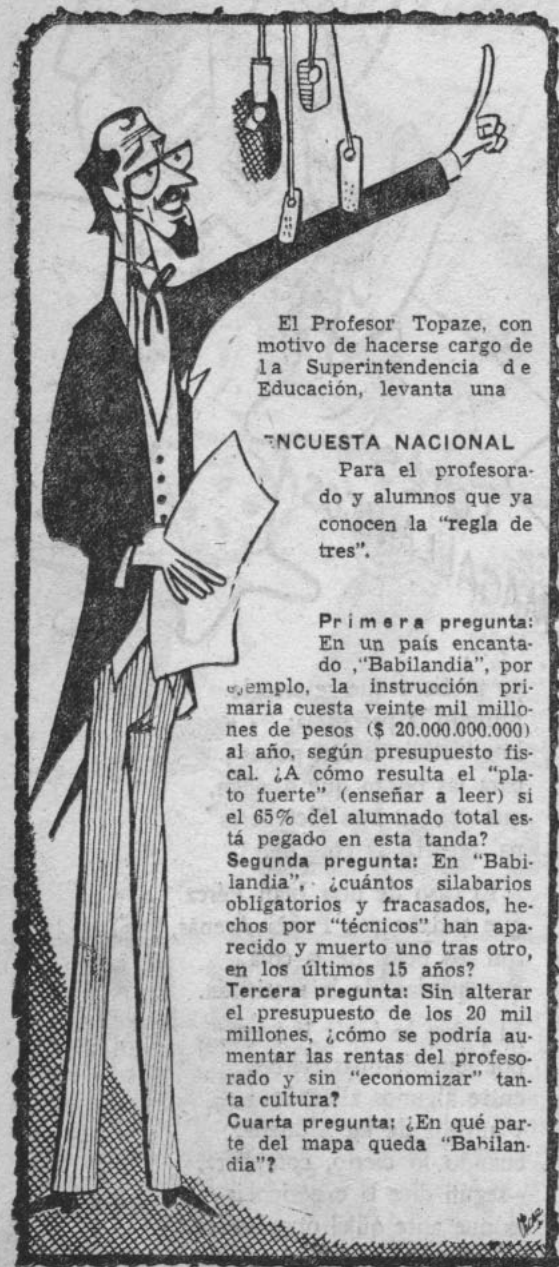 El Profesor Topaze, con
motivo de hacerse cargo de
la Superintendencia de
Educación, levanta una
ENCUESTA NACIONAL
Para el profesora-
do y alumnos que ya
conocen la "regla de
tres".
Primera pregunta:
En un país encanta-
do ,"Babilandia", por
ejemplo, la instrucción pri-
maria cuesta veinte mil millo-
nes de pesos ($ 20.000.000.000)
al año, según presupuesto fis-
cal. ¿A cómo resulta el "pla-
to fuerte" (enseñar a leer) si
el 65% del alumnado total es-
tá pegado en esta tanda?
Segunda pregunta: En "Babi-
landia", ¿cuántos silabarios
obligatorios y fracasados, he-
chos por "técnicos" han apa-
recido y muerto uno tras otro,
en los últimos 15 años?
Tercera pregunta: Sin alterar
el presupuesto de los 20 mil
millones, ¿cómo se podría au-
mentar las rentas del profeso-
rado y sin "economizar" tan-
ta cultura?
Cuarta pregunta: ¿En qué par-
te del mapa queda "Babilan-
dia"?